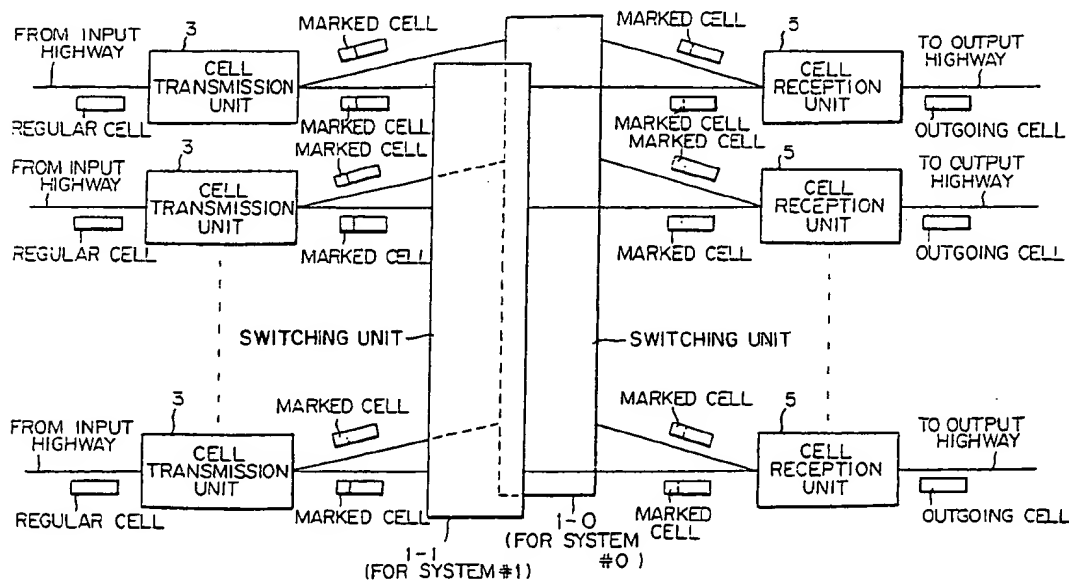 FROM INPUT
HIGHWAY
3
CELL
TRANSMISSION
UNIT
REGULAR CELL
MARKED CELL
MARKED CELL
MARKED CELL
MARKED CELL
5
CELL
RECEPTION
UNIT
TO OUTPUT
HIGHWAY
OUTGOING CELL
FROM INPUT
HIGHWAY
3
CELL
TRANSMISSION
UNIT
REGULAR CELL
MARKED CELL
MARKED CELL
MARKED CELL
MARKED CELL
5
CELL
RECEPTION
UNIT
TO OUTPUT
HIGHWAY
OUTGOING CELL
SWITCHING UNIT
SWITCHING UNIT
FROM INPUT
HIGHWAY
3
CELL
TRANSMISSION
UNIT
REGULAR CELL
MARKED CELL
MARKED CELL
MARKED CELL
MARKED
CELL
5
CELL
RECEPTION
UNIT
TO OUTPUT
HIGHWAY
OUTGOING CELL
1-0
(FOR SYSTEM
#0)
1-1
(FOR SYSTEM #1)